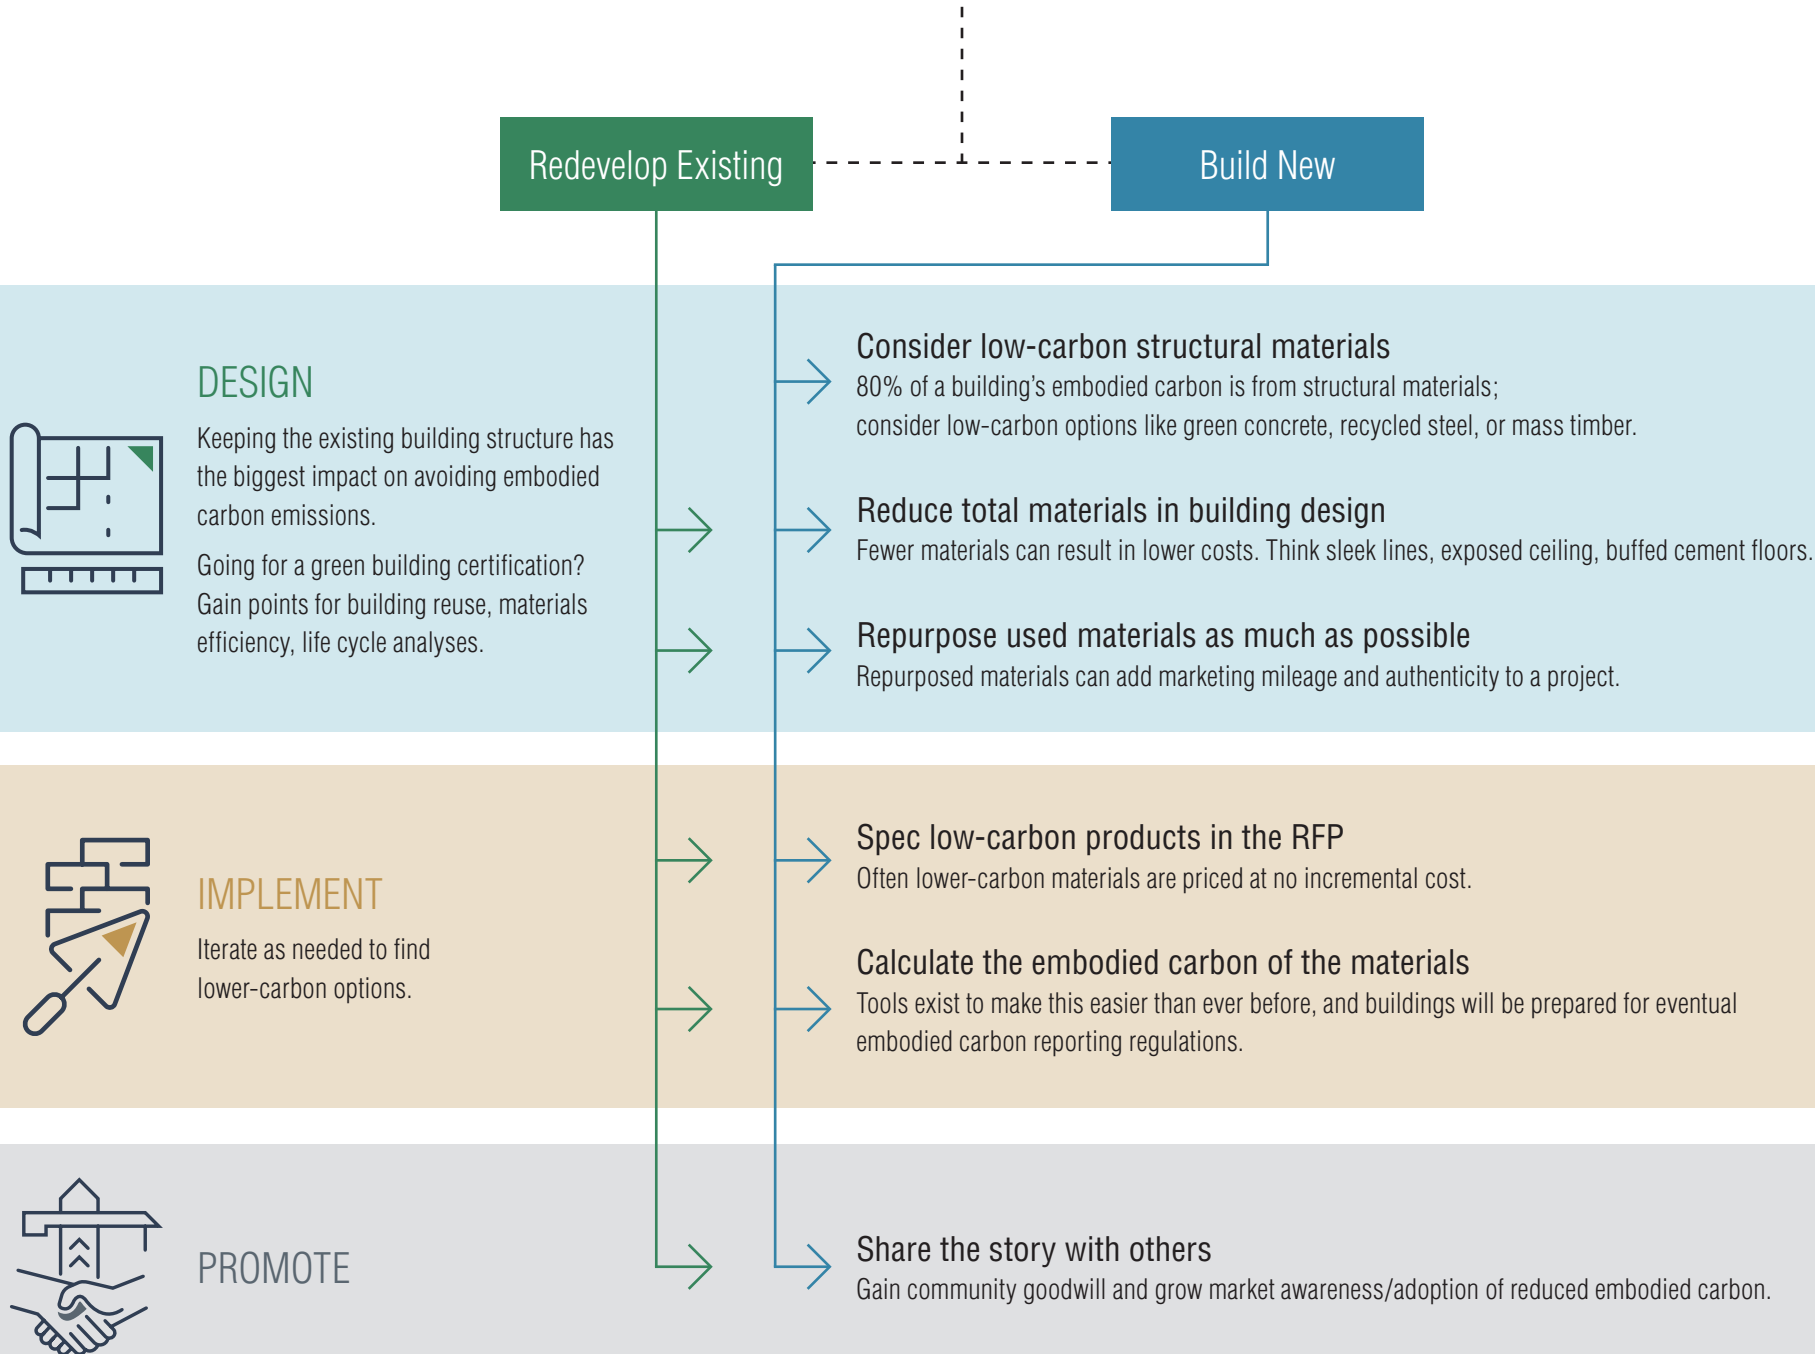 Redevelop Existing
Build New
DESIGN
Keeping the existing building structure has
the biggest impact on avoiding embodied
carbon emissions.
Going for a green building certification?
Gain points for building reuse, materials
efficiency, life cycle analyses.
Consider low-carbon structural materials
80% of a building’s embodied carbon is from structural materials;
consider low-carbon options like green concrete, recycled steel, or mass timber.
Reduce total materials in building design
Fewer materials can result in lower costs. Think sleek lines, exposed ceiling, buffed cement floors.
Repurpose used materials as much as possible
Repurposed materials can add marketing mileage and authenticity to a project.
IMPLEMENT
Iterate as needed to find
lower-carbon options.
Spec low-carbon products in the RFP
Often lower-carbon materials are priced at no incremental cost.
Calculate the embodied carbon of the materials
Tools exist to make this easier than ever before, and buildings will be prepared for eventual
embodied carbon reporting regulations.
PROMOTE
Share the story with others
Gain community goodwill and grow market awareness/adoption of reduced embodied carbon.